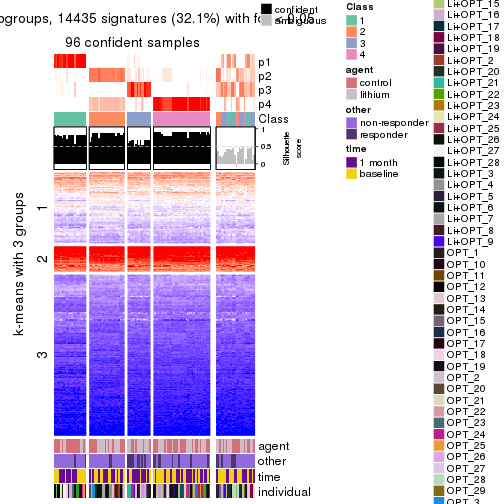 ogroups, 14435 signatures (32.1%) with f
96 confident samples
confident
ambiguous
p1
p2
p3
p4
Class
1
0.5
0
Silhouette
score
k-means with 3 groups
1
2
3
agent
other
time
individual
Class
1
2
3
4
agent
control
lithium
other
non-responder
responder
time
1 month
baseline
Li+OPT_15
Li+OPT_16
Li+OPT_17
Li+OPT_18
Li+OPT_19
Li+OPT_2
Li+OPT_20
Li+OPT_21
Li+OPT_22
Li+OPT_23
Li+OPT_24
Li+OPT_25
Li+OPT_26
Li+OPT_27
Li+OPT_28
Li+OPT_3
Li+OPT_4
Li+OPT_5
Li+OPT_6
Li+OPT_7
Li+OPT_8
Li+OPT_9
OPT_1
OPT_10
OPT_11
OPT_12
OPT_13
OPT_14
OPT_15
OPT_16
OPT_17
OPT_18
OPT_19
OPT_2
OPT_20
OPT_21
OPT_22
OPT_23
OPT_24
OPT_25
OPT_26
OPT_27
OPT_28
OPT_29